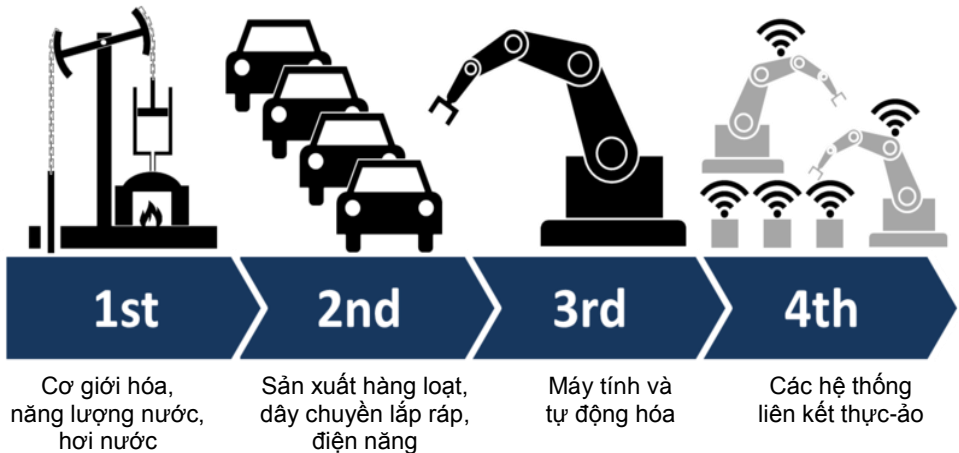 1st
2nd
3rd
4th
Cơ giới hóa,
năng lượng nước,
hơi nước
Sản xuất hàng loạt,
dây chuyền lắp ráp,
điện năng
Máy tính và
tự động hóa
Các hệ thống
liên kết thực-ảo